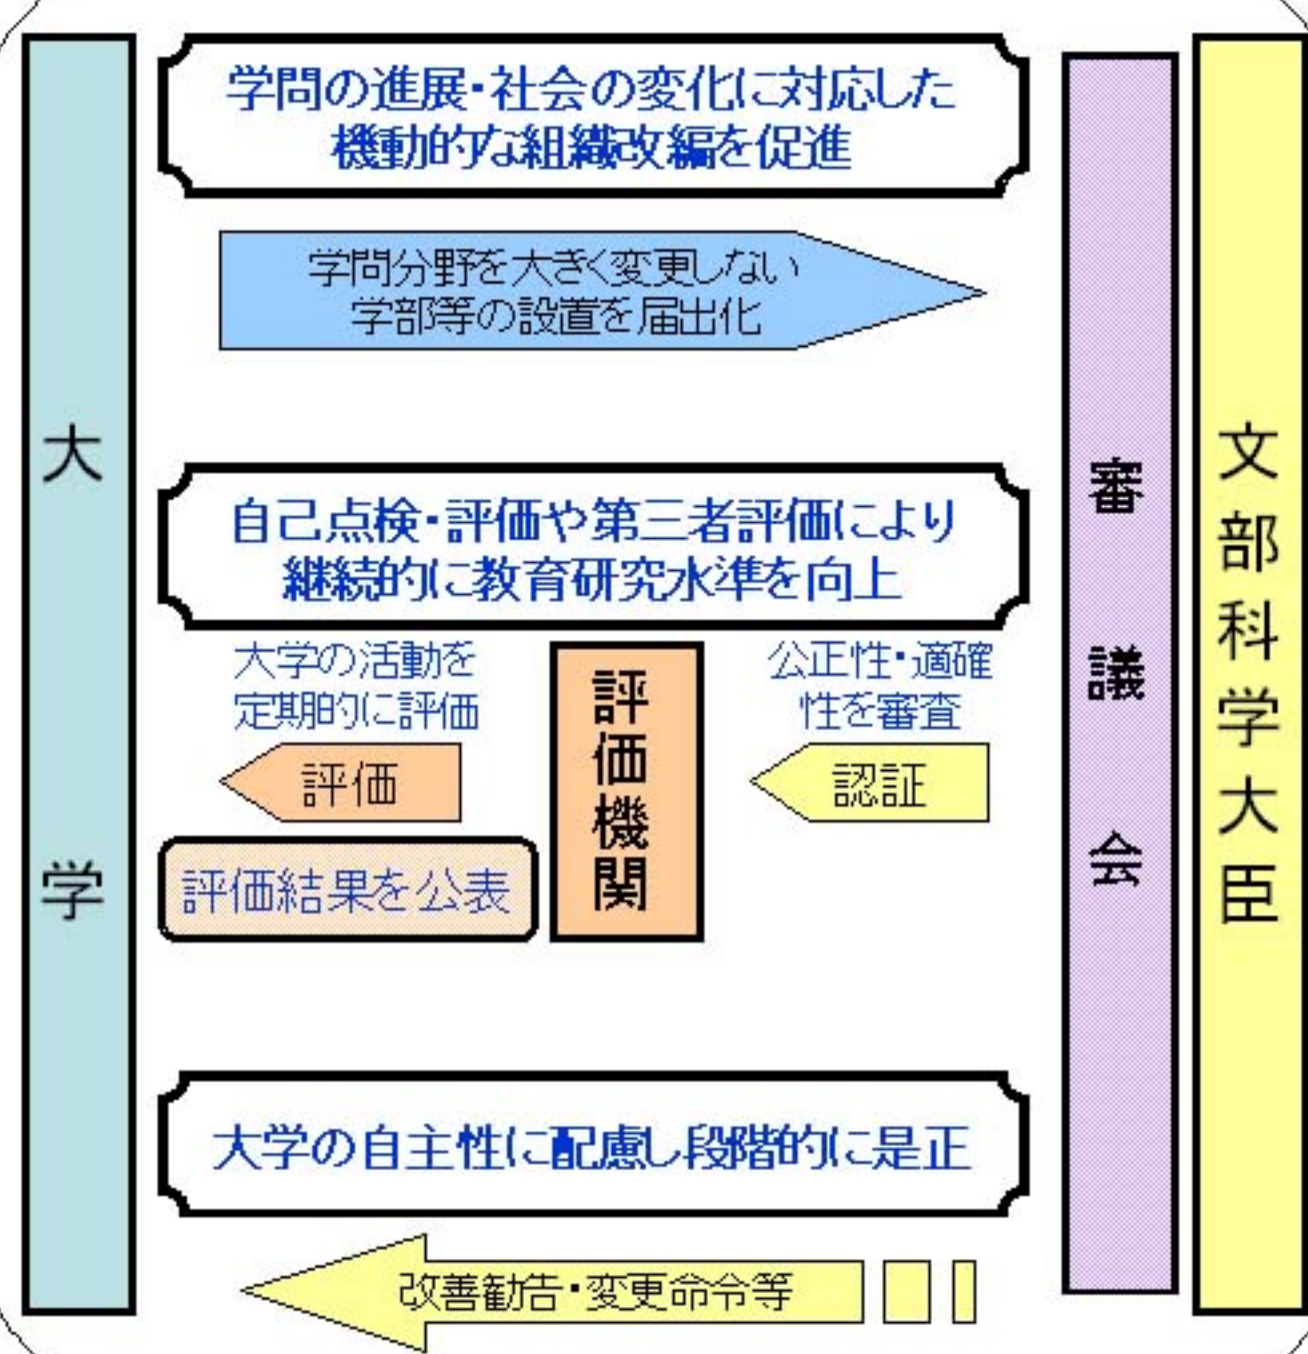 学問の進展・社会の変化に対応した
機動的な組織改編を促進
学問分野を大きく変更しない
学部等の設置を届出化
大学
自己点検・評価や第三者評価により
継続的に教育研究水準を向上
大学の活動を
定期的に評価
評価
評価結果を公表
評価機関
公正性・適確
性を審査
認証
審議会
文部科学大臣
大学の自主性に配慮し段階的に是正
改善勧告・変更命令等